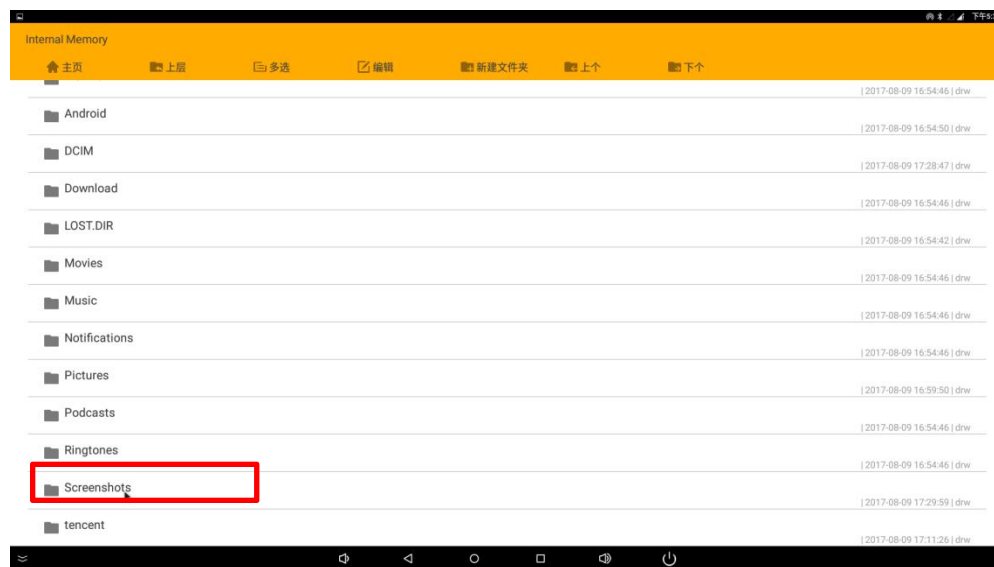 下午5:
Internal Memory
主页 上层 多选 编辑 新建文件夹 上个 下个
| 2017-08-09 16:54:46 | drw
Android
| 2017-08-09 16:54:50 | drw
DCIM
| 2017-08-09 17:28:47 | drw
Download
| 2017-08-09 16:54:46 | drw
LOST.DIR
| 2017-08-09 16:54:42 | drw
Movies
| 2017-08-09 16:54:46 | drw
Music
| 2017-08-09 16:54:46 | drw
Notifications
| 2017-08-09 16:54:46 | drw
Pictures
| 2017-08-09 16:59:50 | drw
Podcasts
| 2017-08-09 16:54:46 | drw
Ringtones
| 2017-08-09 16:54:46 | drw
Screenshots
| 2017-08-09 17:29:59 | drw
tencent
| 2017-08-09 17:11:26 | drw